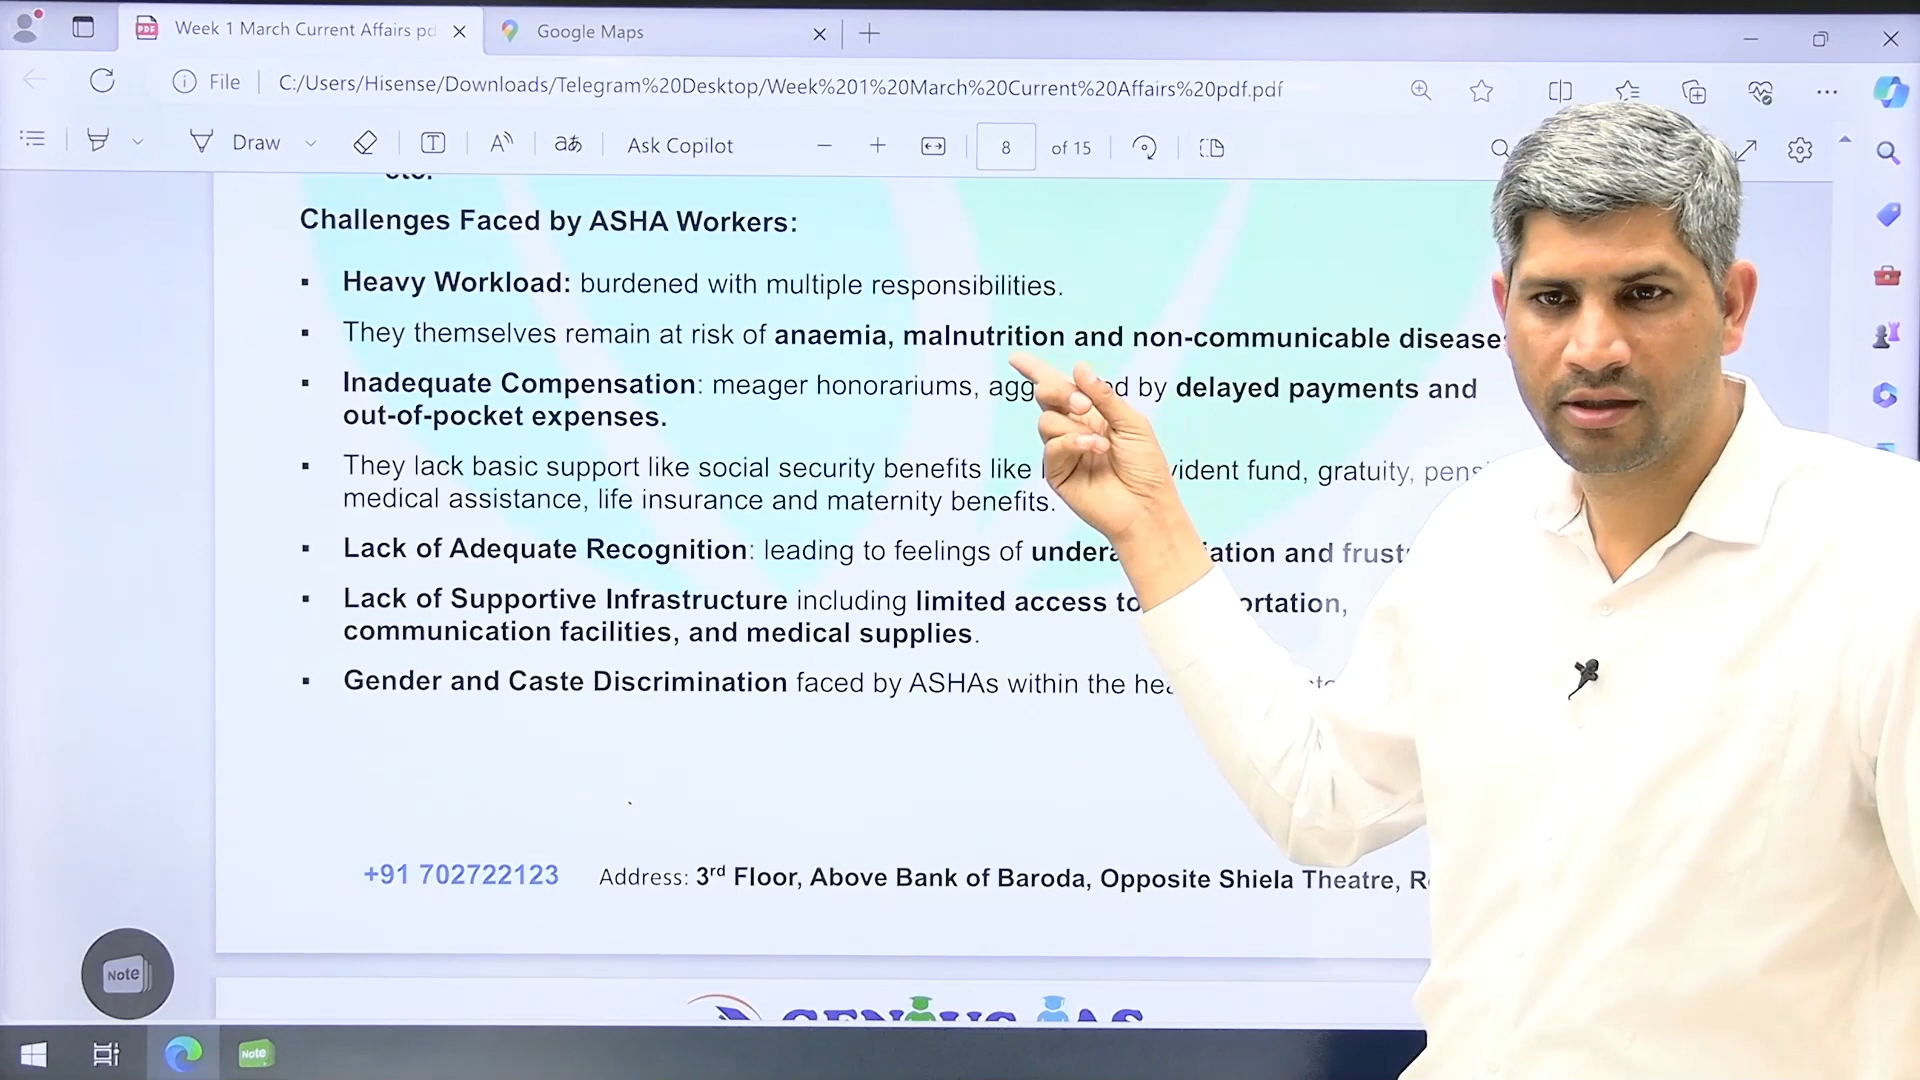 Week 1 March Current Affairs pd
Google Maps
File
C:/Users/Hisense/Downloads/Telegram%20Desktop/Week%201%20March%20Current%20Affairs%20pdf.pdf
Draw
Ask Copilot
8 of 15
etc.
Challenges Faced by ASHA Workers:
▪ Heavy Workload: burdened with multiple responsibilities.
▪ They themselves remain at risk of anaemia, malnutrition and non-communicable disease
▪ Inadequate Compensation: meager honorariums, agg d by delayed payments and
out-of-pocket expenses.
▪ They lack basic support like social security benefits like vident fund, gratuity, pens
medical assistance, life insurance and maternity benefits.
▪ Lack of Adequate Recognition: leading to feelings of undera iation and frust
▪ Lack of Supportive Infrastructure including limited access to ortation,
communication facilities, and medical supplies.
▪ Gender and Caste Discrimination faced by ASHAs within the hea
+91 702722123 Address: 3rd Floor, Above Bank of Baroda, Opposite Shiela Theatre, R
Note
Note